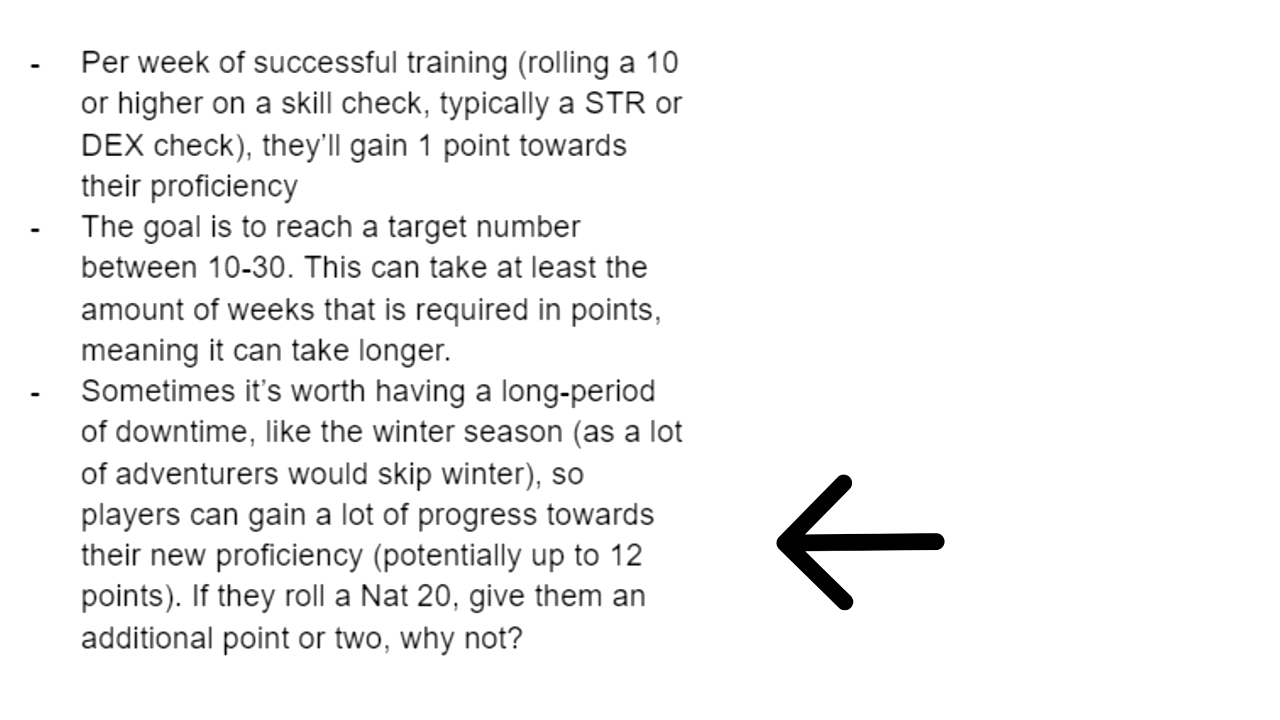 - Per week of successful training (rolling a 10
or higher on a skill check, typically a STR or
DEX check), they’ll gain 1 point towards
their proficiency
- The goal is to reach a target number
between 10-30. This can take at least the
amount of weeks that is required in points,
meaning it can take longer.
- Sometimes it’s worth having a long-period
of downtime, like the winter season (as a lot
of adventurers would skip winter), so
players can gain a lot of progress towards
their new proficiency (potentially up to 12
points). If they roll a Nat 20, give them an
additional point or two, why not?